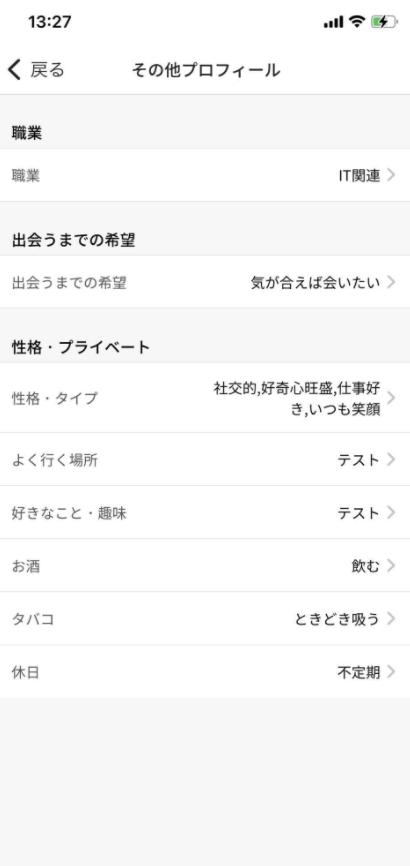 13:27
戻る その他プロフィール
職業
職業 IT関連
出会うまでの希望
出会うまでの希望 気が合えば会いたい
性格・プライベート
性格・タイプ 社交的,好奇心旺盛,仕事好
き,いつも笑顔
よく行く場所 テスト
好きなこと・趣味 テスト
お酒 飲む
タバコ ときどき吸う
休日 不定期